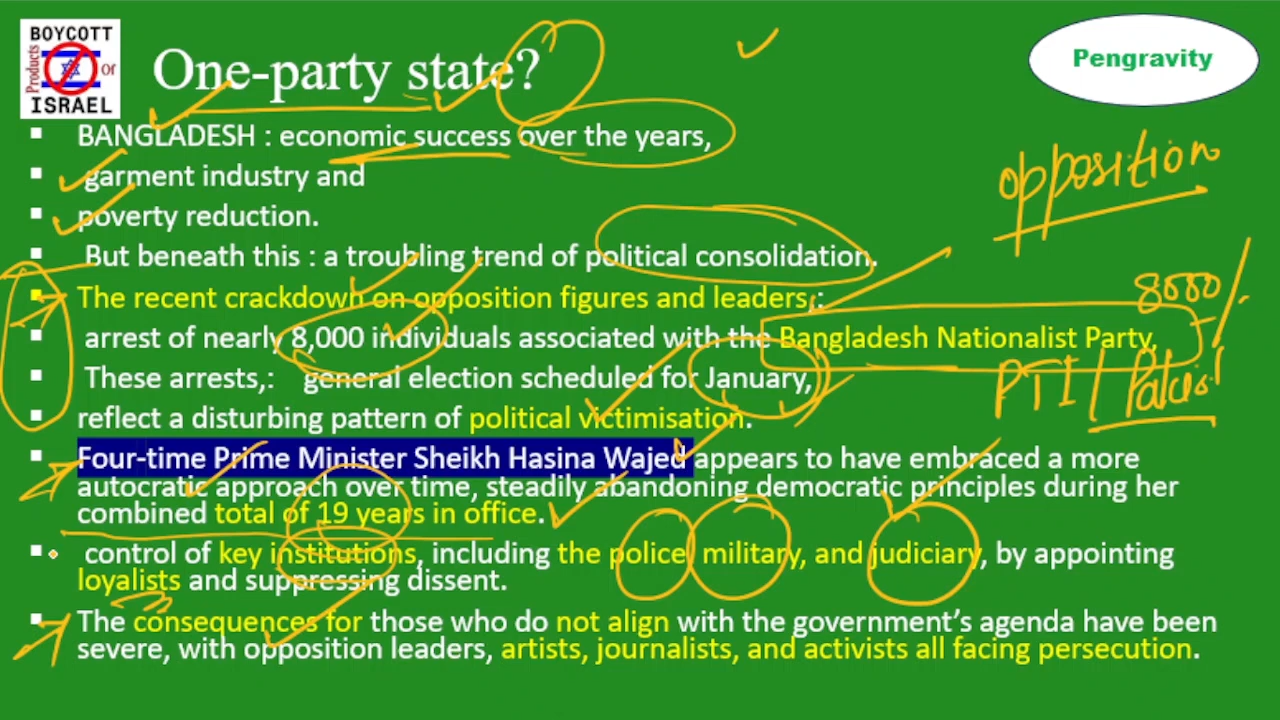 BOYCOTT
Products
or
ISRAEL
One-party state?
Pengravity
▪ BANGLADESH : economic success over the years,
▪ garment industry and
▪ poverty reduction.
▪ But beneath this : a troubling trend of political consolidation.
▪ The recent crackdown on opposition figures and leaders,:
▪ arrest of nearly 8,000 individuals associated with the Bangladesh Nationalist Party,
▪ These arrests,: general election scheduled for January,
▪ reflect a disturbing pattern of political victimisation.
▪ Four-time Prime Minister Sheikh Hasina Wajed appears to have embraced a more
autocratic approach over time, steadily abandoning democratic principles during her
combined total of 19 years in office.
▪ control of key institutions, including the police, military, and judiciary, by appointing
loyalists and suppressing dissent.
▪ The consequences for those who do not align with the government's agenda have been
severe, with opposition leaders, artists, journalists, and activists all facing persecution.
opposition
8000
PTI